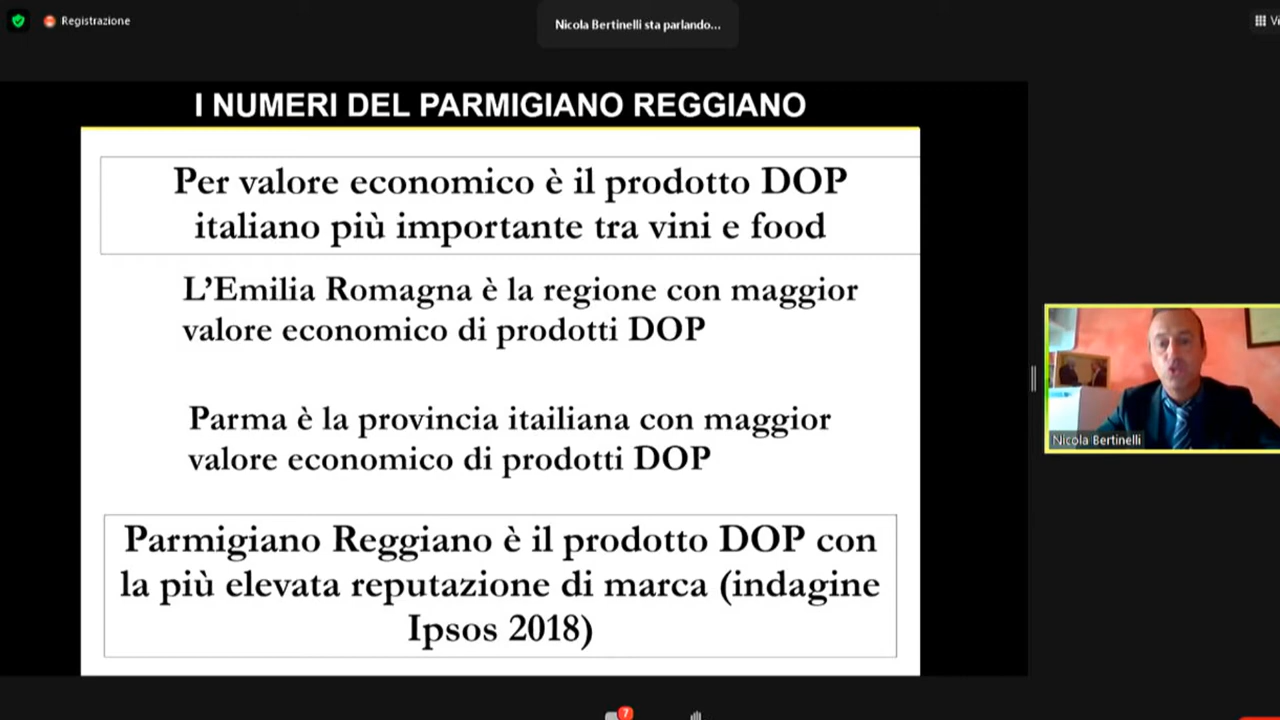 Registrazione
Nicola Bertinelli sta parlando...
Vi
I NUMERI DEL PARMIGIANO REGGIANO
Per valore economico è il prodotto DOP
italiano più importante tra vini e food
L'Emilia Romagna è la regione con maggior
valore economico di prodotti DOP
Parma è la provincia itailiana con maggior
valore economico di prodotti DOP
Parmigiano Reggiano è il prodotto DOP con
la più elevata reputazione di marca (indagine
Ipsos 2018)
Nicola Bertinelli
7